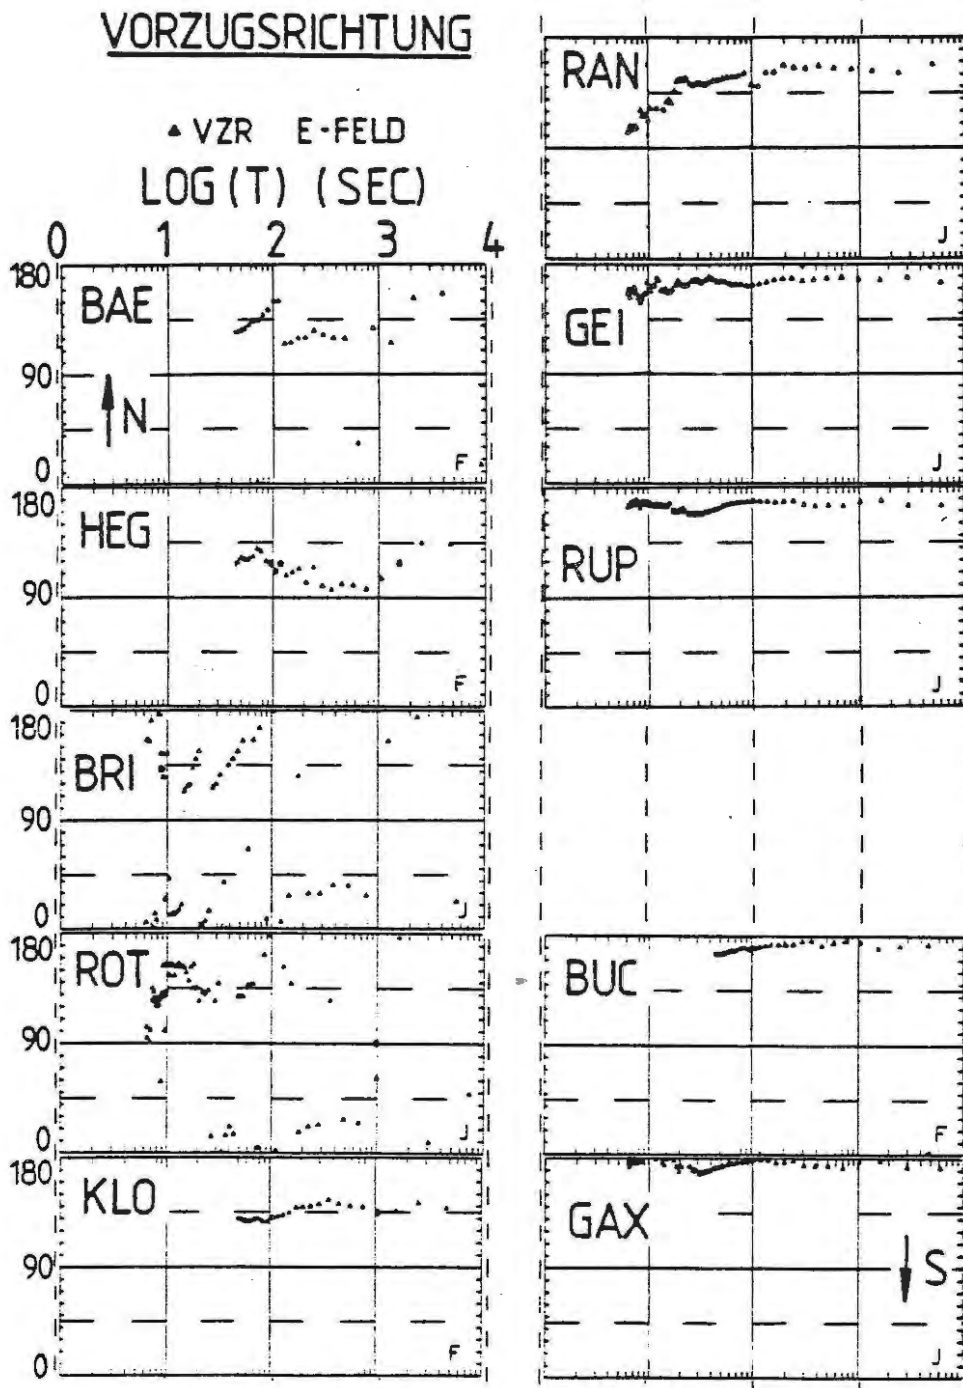 VORZUGSRICHTUNG
▲ VZR E-FELD
LOG (T) (SEC)
0 1 2 3 4
180
BAE
90
N
0
F
180
HEG
90
0
F
180
BRI
90
0
J
180
ROT
90
0
J
180
KLO
90
0
F
RAN
J
GEI
J
RUP
J
BUC
F
GAX
S
J